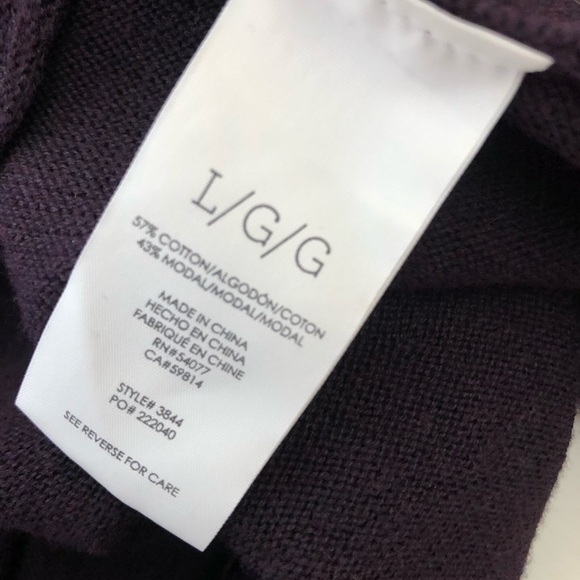 L/G/G
57% COTTON/ALGODÓN/COTON
43% MODAL/MODAL/MODAL
MADE IN CHINA
HECHO EN CHINA
FABRIQUÉ EN CHINE
RN#54077
CA#59814
STYLE# 3844
PO# 222040
SEE REVERSE FOR CARE